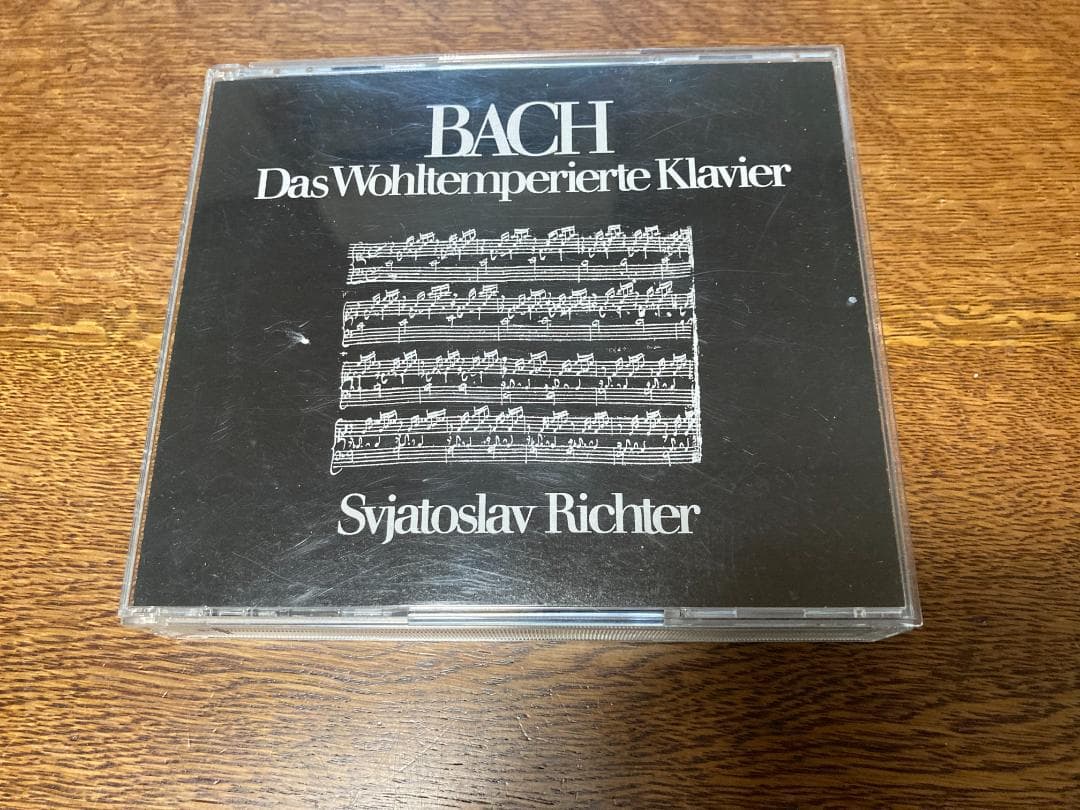 BACH
Das Wohltemperierte Klavier
Svjatoslav Richter